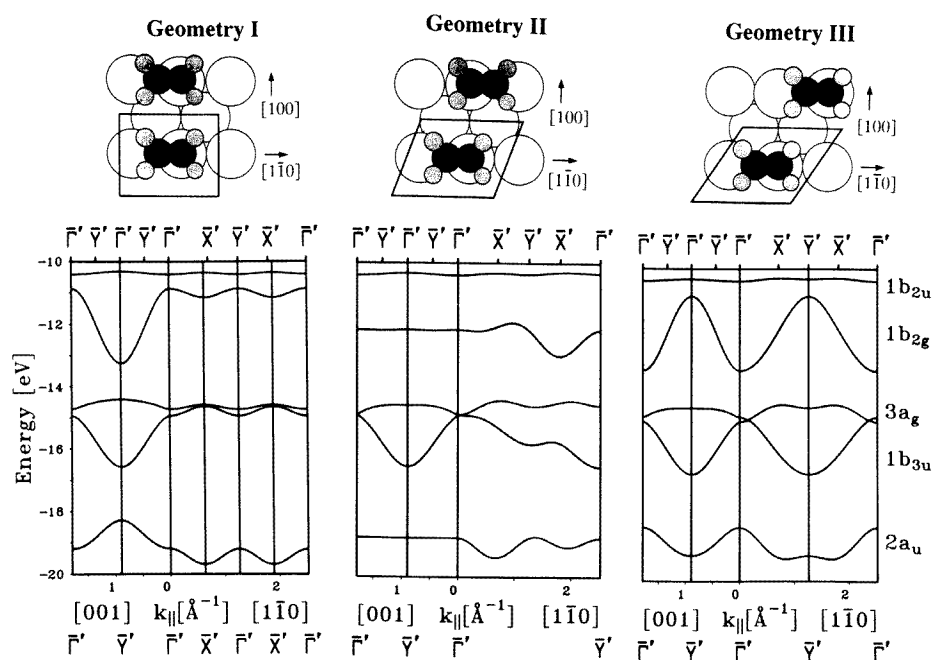 Geometry I
Geometry II
Geometry III
[100]
[100]
[100]
[11̄0]
[11̄0]
[11̄0]
Γ̄′ Ȳ′ Γ̄′ Ȳ′ Γ̄′ X̄′ Ȳ′ X̄′ Γ̄′
Γ̄′ Ȳ′ Γ̄′ Ȳ′ Γ̄′ X̄′ Ȳ′ X̄′ Γ̄′
Γ̄′ Ȳ′ Γ̄′ Ȳ′ Γ̄′ X̄′ Ȳ′ X̄′ Γ̄′
Energy [eV]
-10
-12
-14
-16
-18
-20
1b₂ᵤ
1b₂g
3ag
1b₃ᵤ
2aᵤ
1 0 2
1 0 2
1 0 2
[001] k||[Å⁻¹] [11̄0]
[001] k||[Å⁻¹] [11̄0]
[001] k||[Å⁻¹] [11̄0]
Γ̄′ Ȳ′ Γ̄′ X̄′ Ȳ′ X̄′ Γ̄′
Γ̄′ Ȳ′ Γ̄′ Ȳ′
Γ̄′ Ȳ′ Γ̄′ Ȳ′ Γ̄′